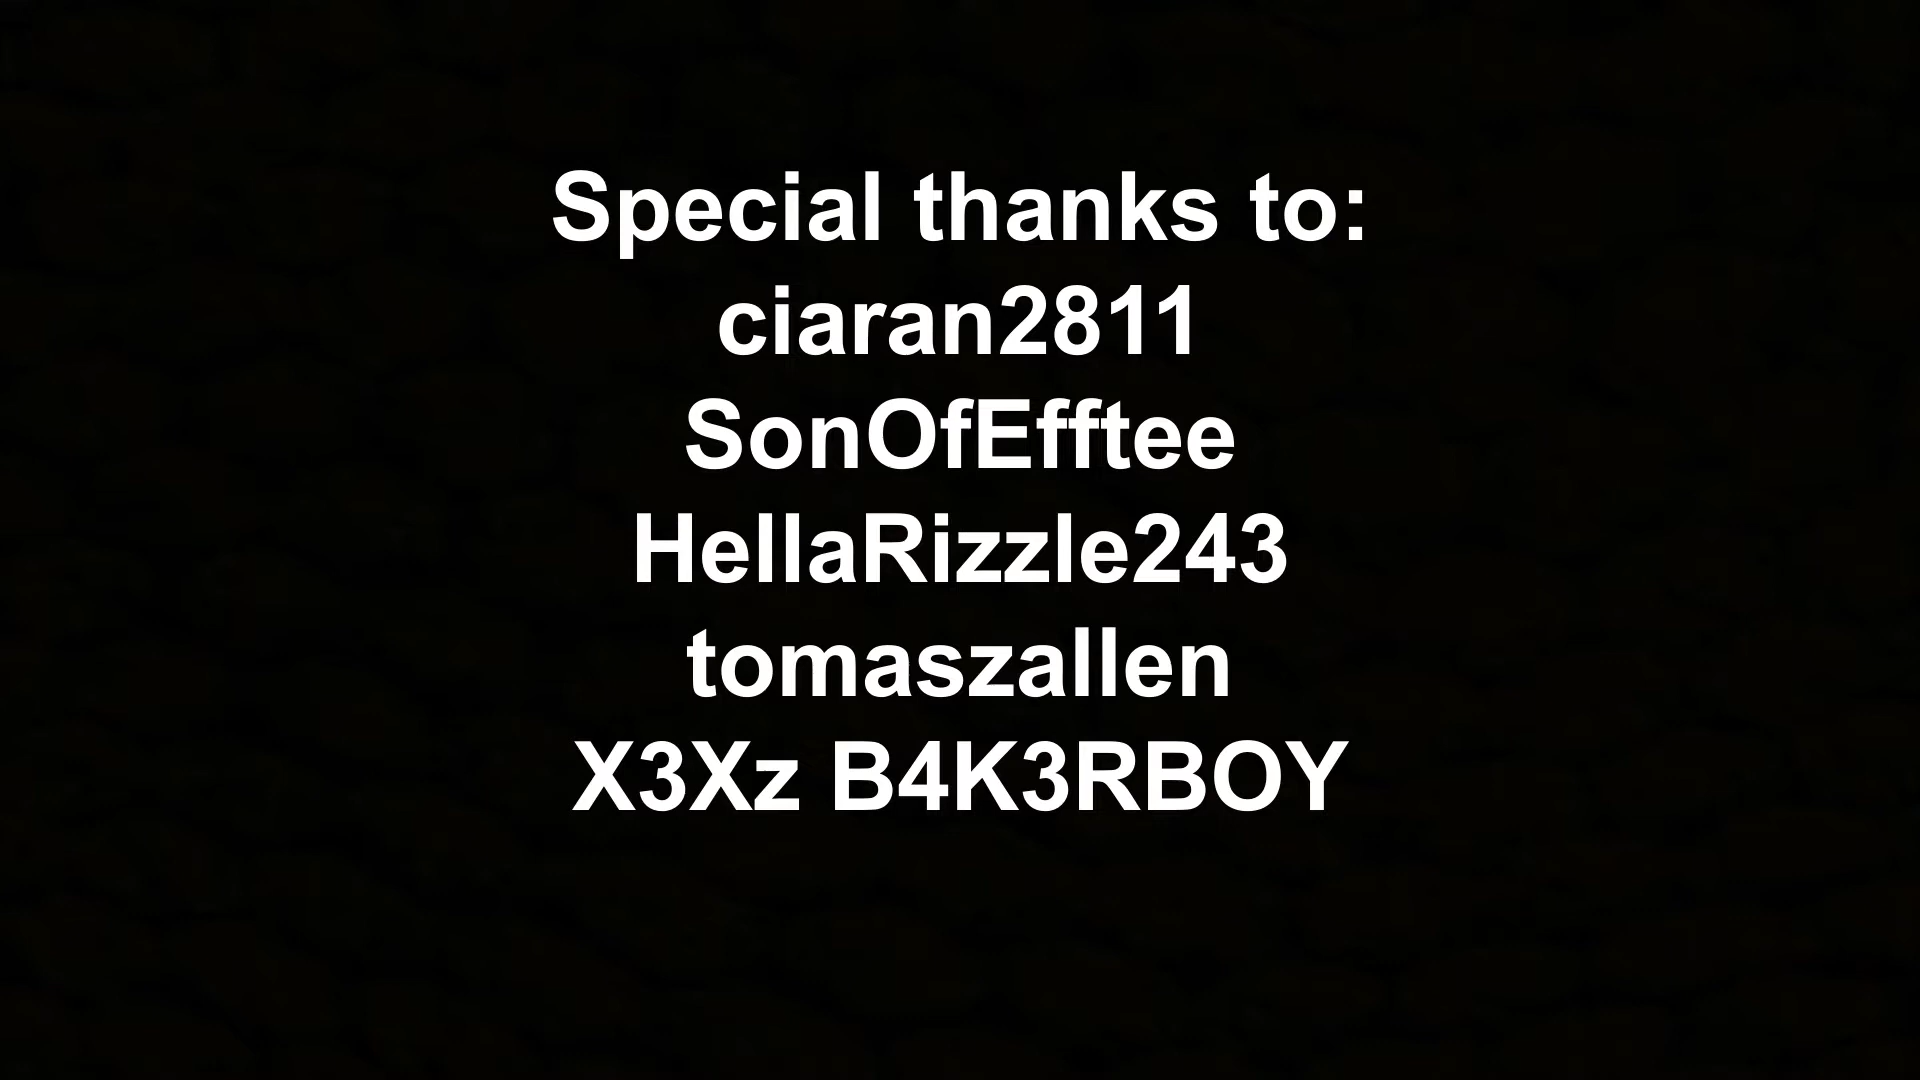 Special thanks to:
ciaran2811
SonOfEfftee
HellaRizzle243
tomaszallen
X3Xz B4K3RBOY